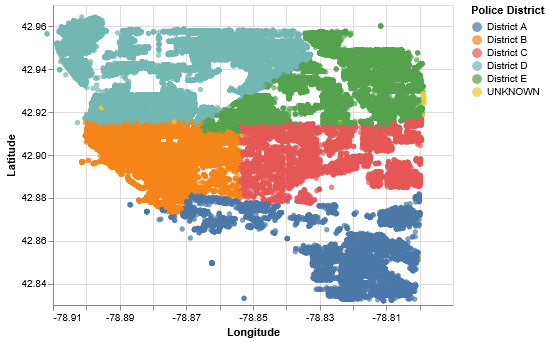 Police District
District A
District B
District C
District D
District E
UNKNOWN
Latitude
42.96
42.94
42.92
42.90
42.88
42.86
42.84
-78.91 -78.89 -78.87 -78.85 -78.83 -78.81
Longitude